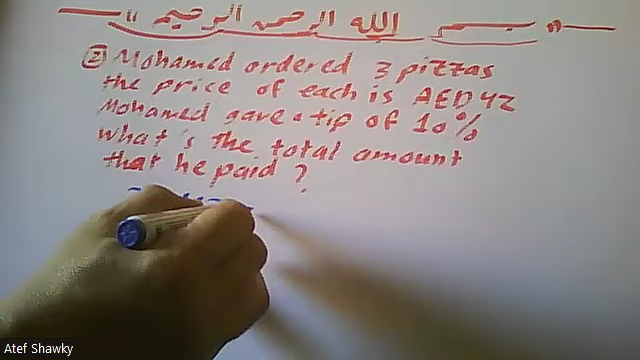 " بسم الله الرحمن الرحيم "
② Mohamed ordered 3 pizzas
the price of each is AED 42
Mohamed gave a tip of 10%
what's the total amount
that he paid ?
Atef Shawky